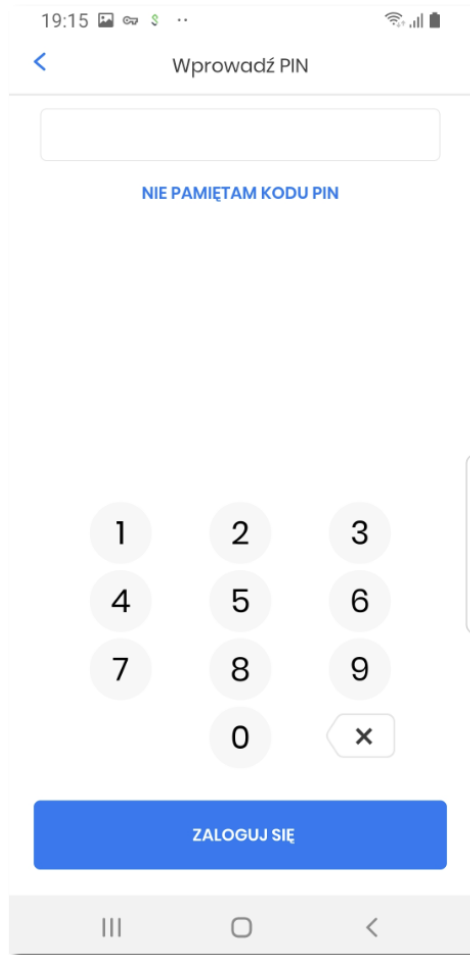 19:15
Wprowadź PIN
NIE PAMIĘTAM KODU PIN
1 2 3
4 5 6
7 8 9
0
ZALOGUJ SIĘ